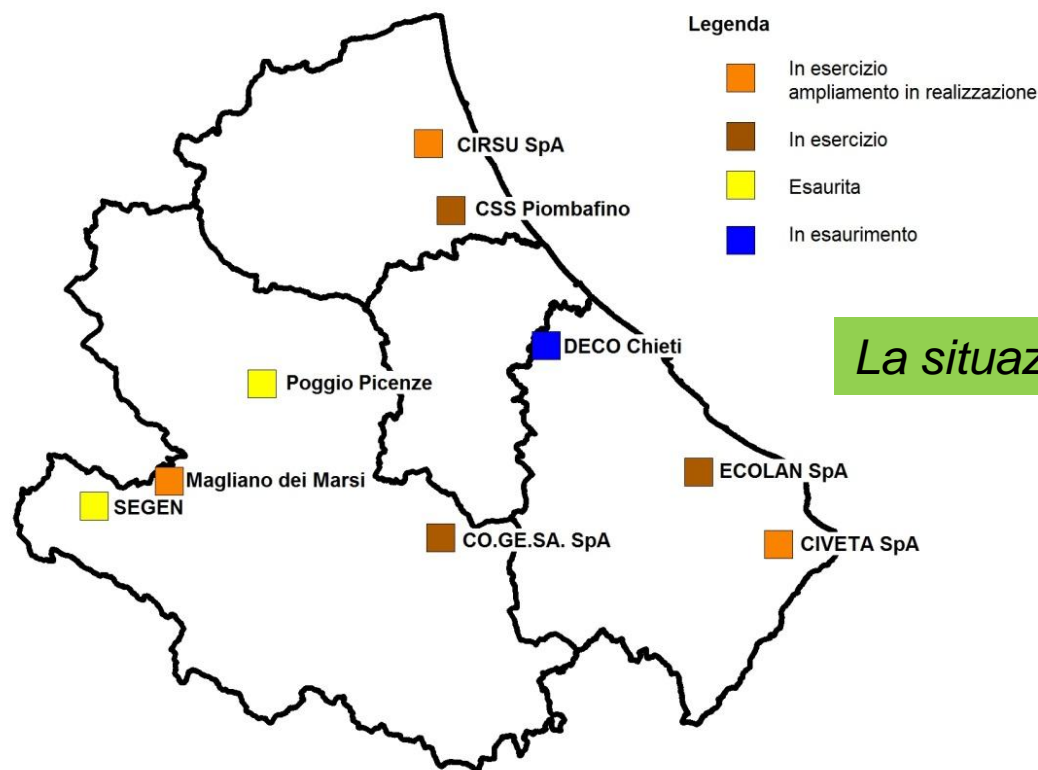 Legenda
In esercizio
ampliamento in realizzazione
In esercizio
Esaurita
In esaurimento
CIRSU SpA
CSS Piombafino
DECO Chieti
La situaz
Poggio Picenze
Magliano dei Marsi
SEGEN
ECOLAN SpA
CO.GE.SA. SpA
CIVETA SpA